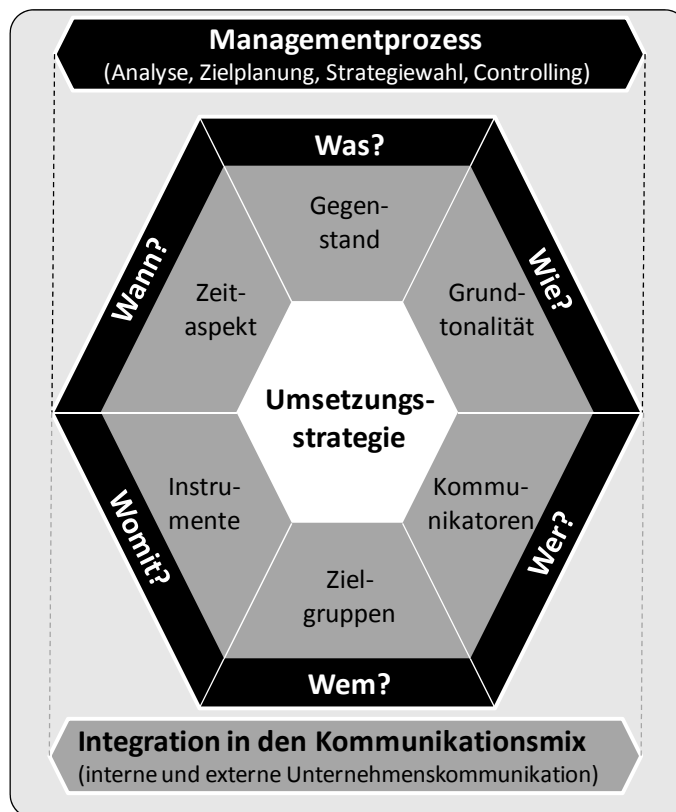 Managementprozess
(Analyse, Zielplanung, Strategiewahl, Controlling)
Was?
Gegen-
stand
Wann?
Zeit-
aspekt
Wie?
Grund-
tonalität
Umsetzungs-
strategie
Womit?
Instru-
mente
Kommu-
nikatoren
Wer?
Ziel-
gruppen
Wem?
Integration in den Kommunikationsmix
(interne und externe Unternehmenskommunikation)